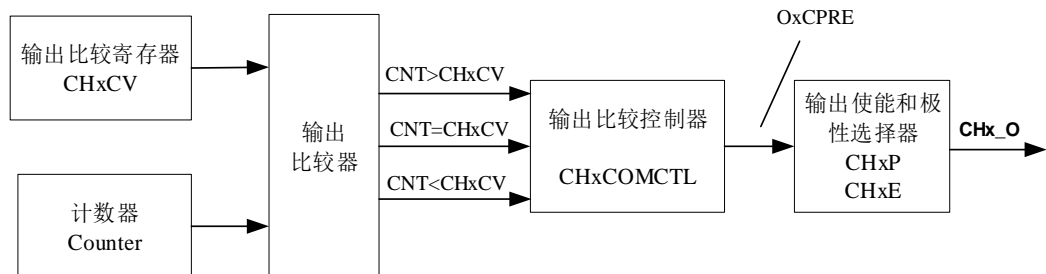 OxCPRE
输出比较寄存器
CHxCV
计数器
Counter
输出
比较器
CNT>CHxCV
CNT=CHxCV
CNT<CHxCV
输出比较控制器
CHxCOMCTL
输出使能和极
性选择器
CHxP
CHxE
CHx_O